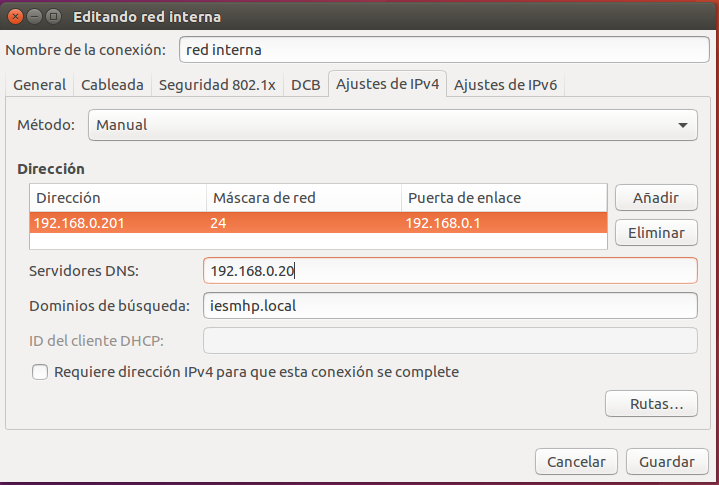 Editando red interna
Nombre de la conexión: red interna
General Cableada Seguridad 802.1x DCB Ajustes de IPv4 Ajustes de IPv6
Método: Manual
Dirección
Dirección Máscara de red Puerta de enlace Añadir
192.168.0.201 24 192.168.0.1
Eliminar
Servidores DNS: 192.168.0.20
Dominios de búsqueda: iesmhp.local
ID del cliente DHCP:
Requiere dirección IPv4 para que esta conexión se complete
Rutas...
Cancelar Guardar